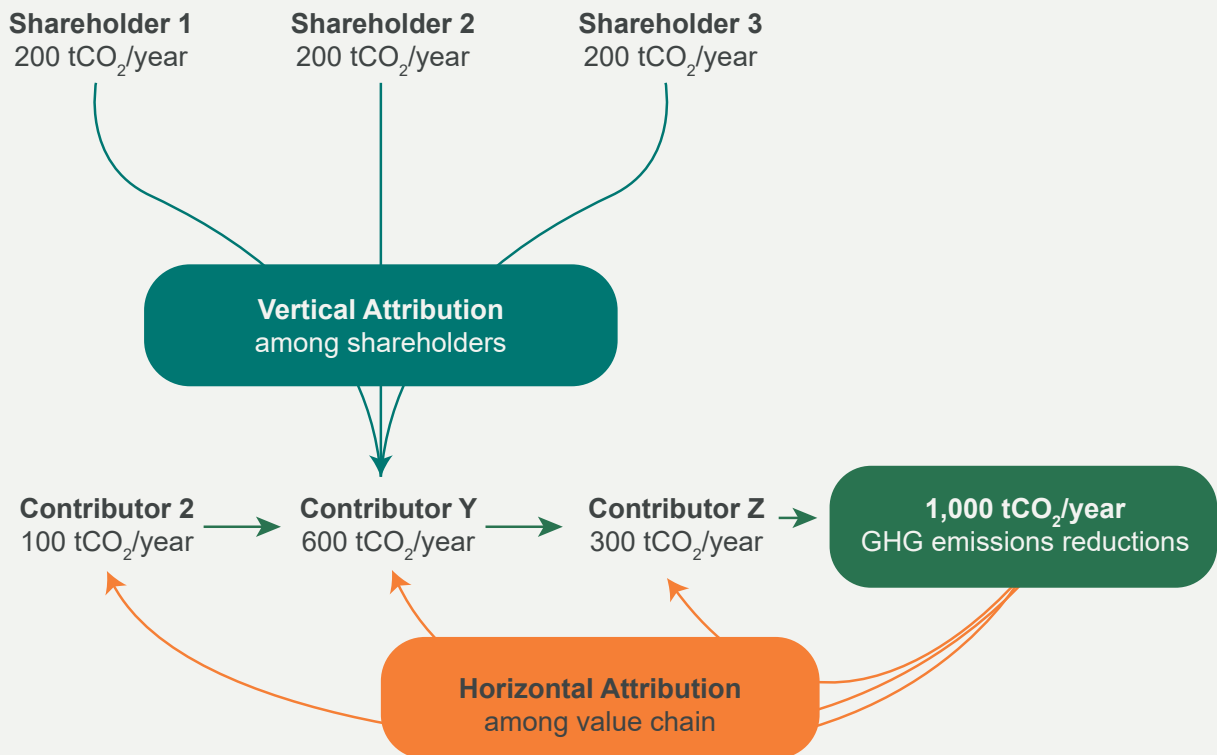 Shareholder 1
200 tCO₂/year
Shareholder 2
200 tCO₂/year
Shareholder 3
200 tCO₂/year
Vertical Attribution
among shareholders
Contributor 2
100 tCO₂/year
Contributor Y
600 tCO₂/year
Contributor Z
300 tCO₂/year
1,000 tCO₂/year
GHG emissions reductions
Horizontal Attribution
among value chain